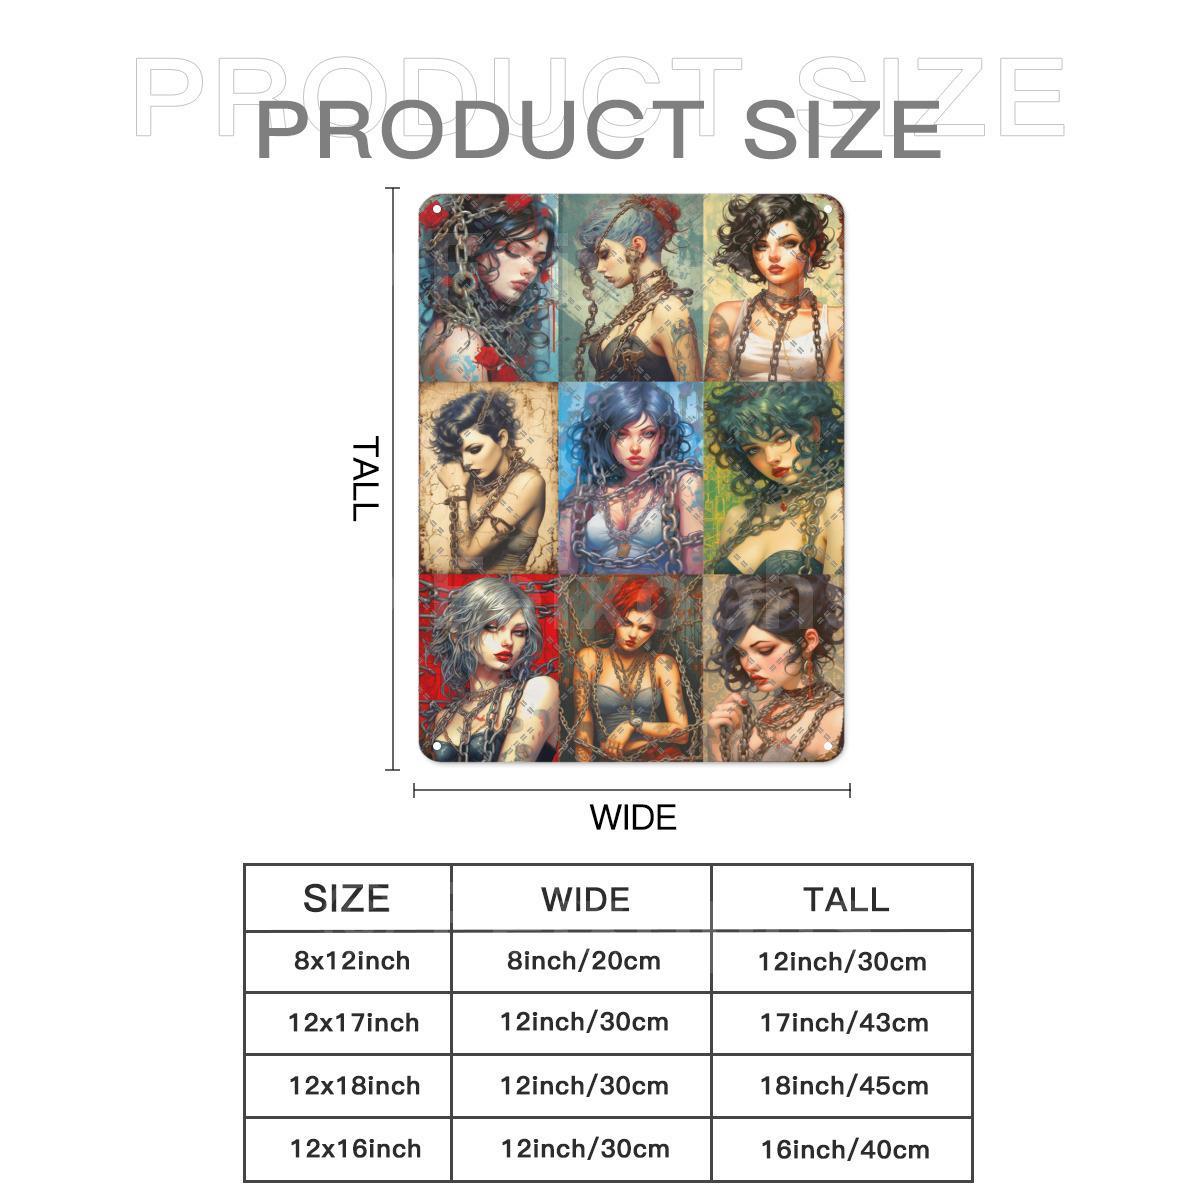 PRODUCT SIZE
PRODUCT SIZE
TALL
WIDE
SIZE WIDE TALL
8x12inch 8inch/20cm 12inch/30cm
12x17inch 12inch/30cm 17inch/43cm
12x18inch 12inch/30cm 18inch/45cm
12x16inch 12inch/30cm 16inch/40cm